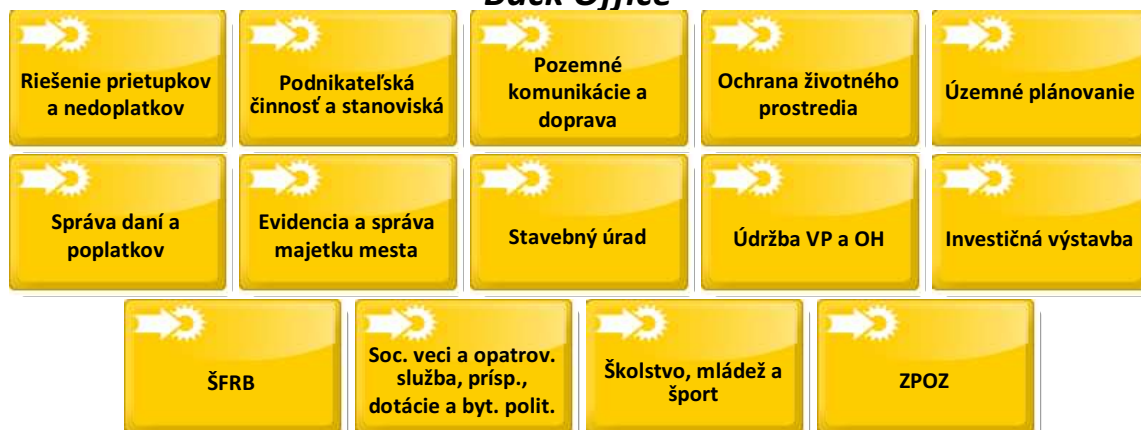 Back Office
Riešenie prietupkov
a nedoplatkov
Podnikateľská
činnosť a stanoviská
Pozemné
komunikácie a
doprava
Ochrana životného
prostredia
Územné plánovanie
Správa daní a
poplatkov
Evidencia a správa
majetku mesta
Stavebný úrad
Údržba VP a OH
Investičná výstavba
ŠFRB
Soc. veci a opatrov.
služba, prísp.,
dotácie a byt. polit.
Školstvo, mládež a
šport
ZPOZ